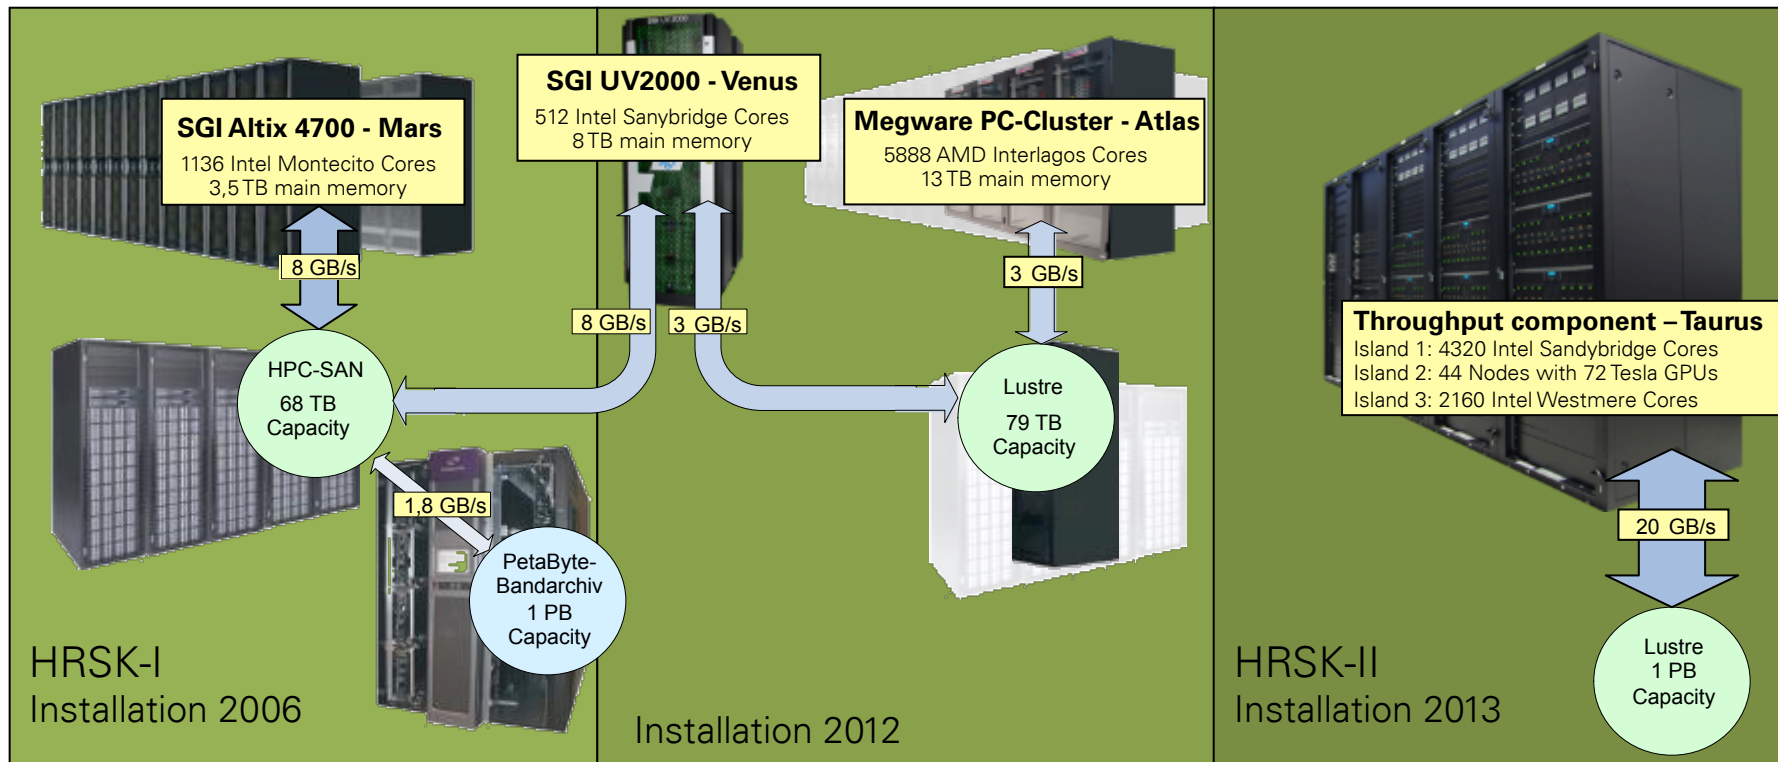 SGI Altix 4700 - Mars
1136 Intel Montecito Cores
3,5 TB main memory
8 GB/s
HPC-SAN
68 TB
Capacity
1,8 GB/s
PetaByte-
Bandarchiv
1 PB
Capacity
HRSK-I
Installation 2006
SGI UV2000
SGI UV2000 - Venus
512 Intel Sanybridge Cores
8 TB main memory
8 GB/s
3 GB/s
Megware PC-Cluster - Atlas
5888 AMD Interlagos Cores
13 TB main memory
3 GB/s
Lustre
79 TB
Capacity
Installation 2012
Throughput component – Taurus
Island 1: 4320 Intel Sandybridge Cores
Island 2: 44 Nodes with 72 Tesla GPUs
Island 3: 2160 Intel Westmere Cores
20 GB/s
Lustre
1 PB
Capacity
HRSK-II
Installation 2013